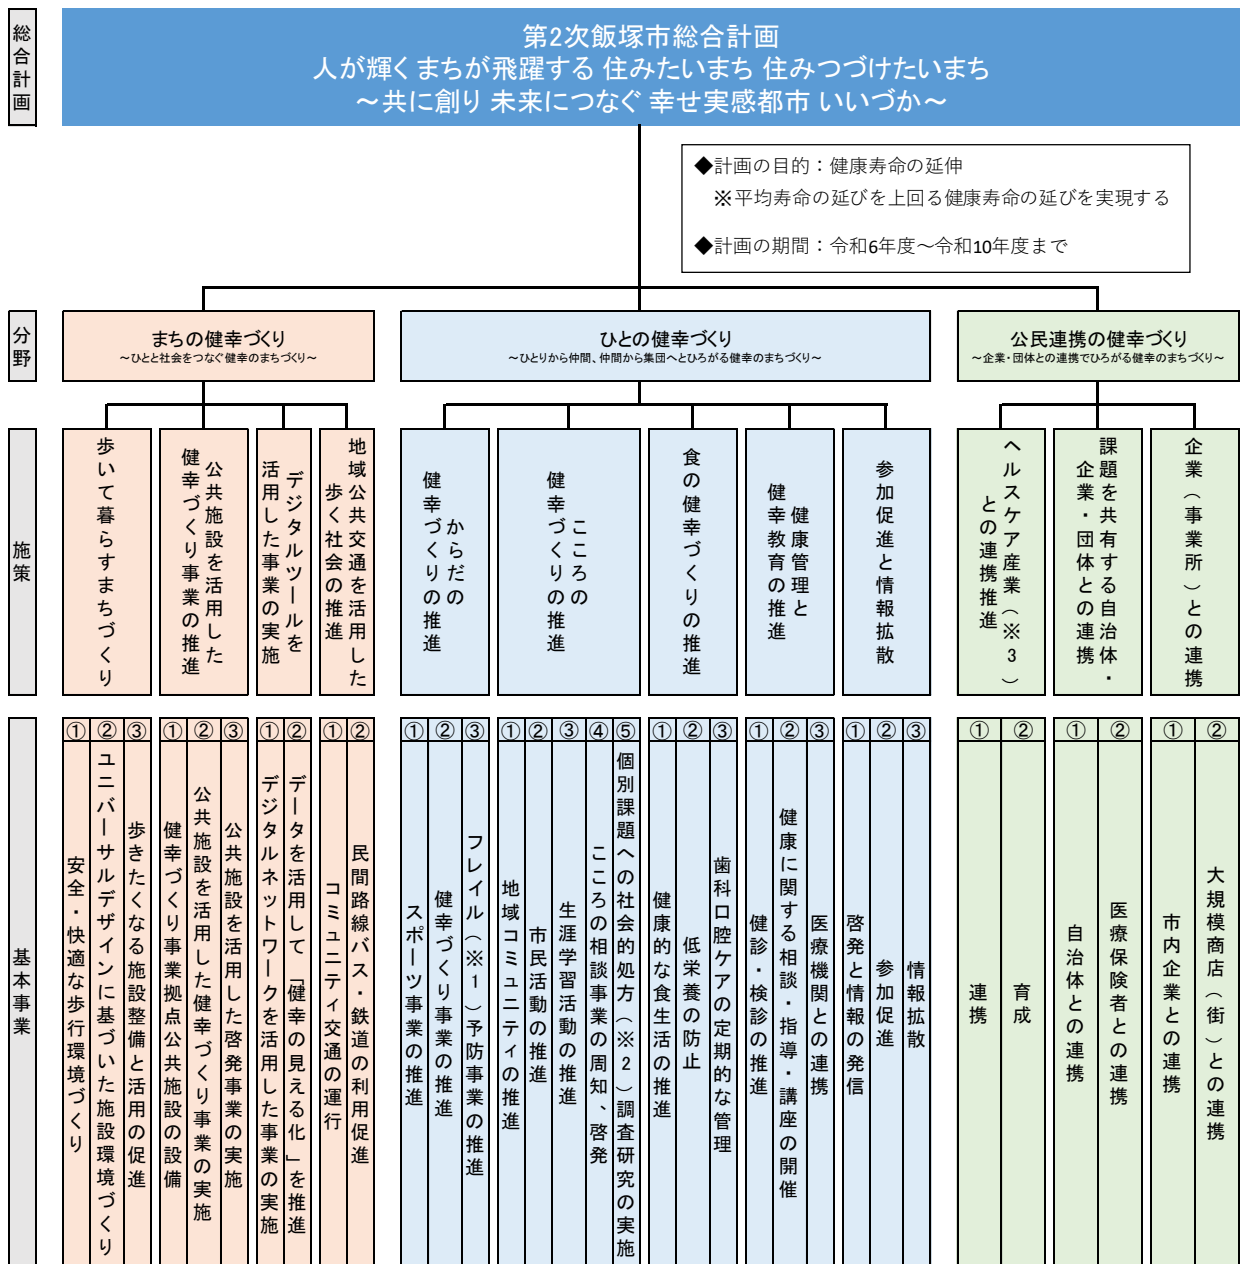 総合計画
第2次飯塚市総合計画
人が輝く まちが飛躍する 住みたいまち 住みつづけたいまち
～共に創り 未来につなぐ 幸せ実感都市 いいづか～
◆計画の目的：健康寿命の延伸
※平均寿命の延びを上回る健康寿命の延びを実現する
◆計画の期間：令和6年度～令和10年度まで
分野
まちの健幸づくり
～ひとと社会をつなぐ健幸のまちづくり～
ひとの健幸づくり
～ひとりから仲間、仲間から集団へとひろがる健幸のまちづくり～
公民連携の健幸づくり
～企業・団体との連携でひろがる健幸のまちづくり～
施策
歩いて暮らすまちづくり
公共施設を活用した
健幸づくり事業の推進
デジタルツールを
活用した事業の実施
地域公共交通を活用した
歩く社会の推進
からだの
健幸づくりの推進
こころの
健幸づくりの推進
食の健幸づくりの推進
健康管理と
健幸教育の推進
参加促進と情報拡散
ヘルスケア産業（※3）
との連携推進
課題を共有する自治体・
企業・団体との連携
企業（事業所）との連携
基本事業
①
安全・快適な歩行環境づくり
②
ユニバーサルデザインに基づいた施設環境づくり
③
歩きたくなる施設整備と活用の促進
①
健幸づくり事業拠点公共施設の設備
②
公共施設を活用した健幸づくり事業の実施
③
公共施設を活用した啓発事業の実施
①
デジタルネットワークを活用した事業の実施
②
データを活用して「健幸の見える化」を推進
①
コミュニティ交通の運行
②
民間路線バス・鉄道の利用促進
①
スポーツ事業の推進
②
健幸づくり事業の推進
③
フレイル（※1）予防事業の推進
①
地域コミュニティの推進
②
市民活動の推進
③
生涯学習活動の推進
④
こころの相談事業の周知、啓発
⑤
個別課題への社会的処方（※2）調査研究の実施
①
健康的な食生活の推進
②
低栄養の防止
③
歯科口腔ケアの定期的な管理
①
健診・検診の推進
②
健康に関する相談・指導・講座の開催
③
医療機関との連携
①
啓発と情報の発信
②
参加促進
③
情報拡散
①
連携
②
育成
①
自治体との連携
②
医療保険者との連携
①
市内企業との連携
②
大規模商店（街）との連携